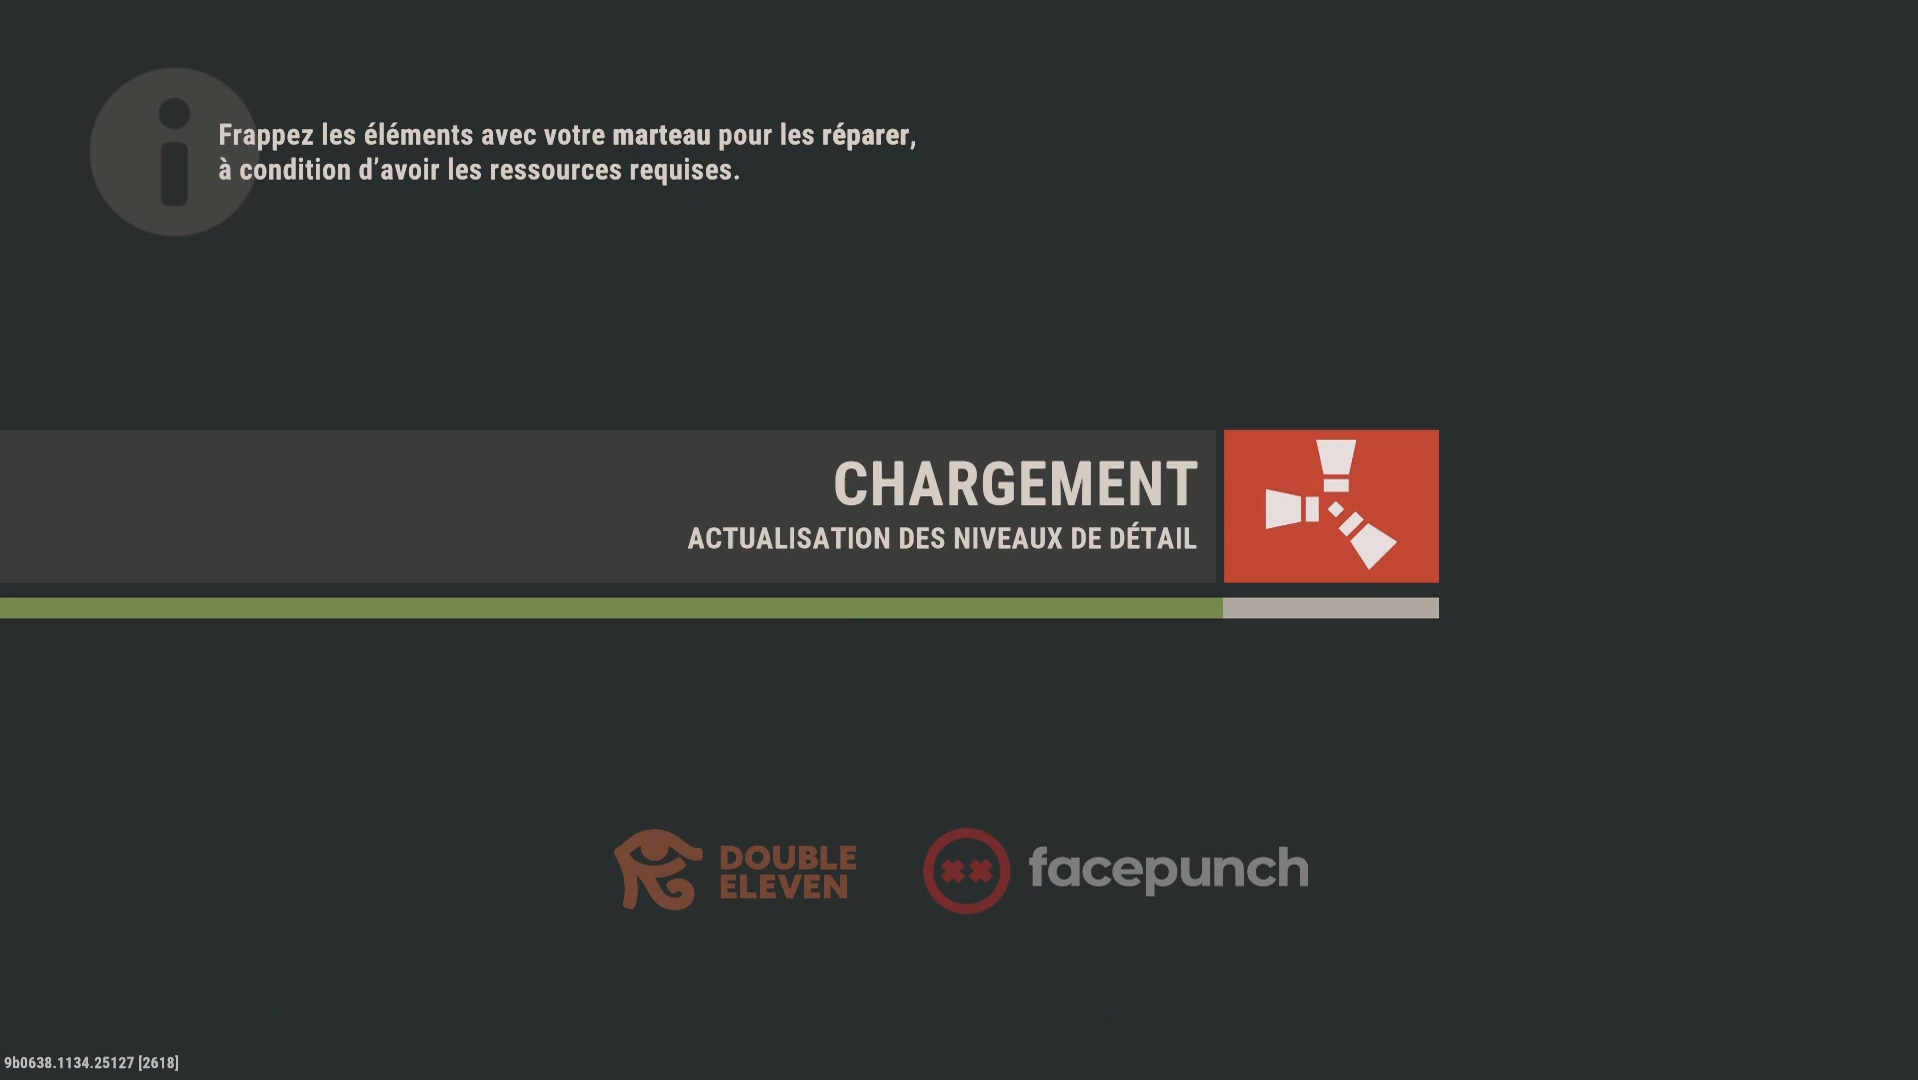 Frappez les éléments avec votre marteau pour les réparer,
à condition d’avoir les ressources requises.
CHARGEMENT
ACTUALISATION DES NIVEAUX DE DÉTAIL
DOUBLE
ELEVEN
facepunch
9b0638.1134.25127 [2618]